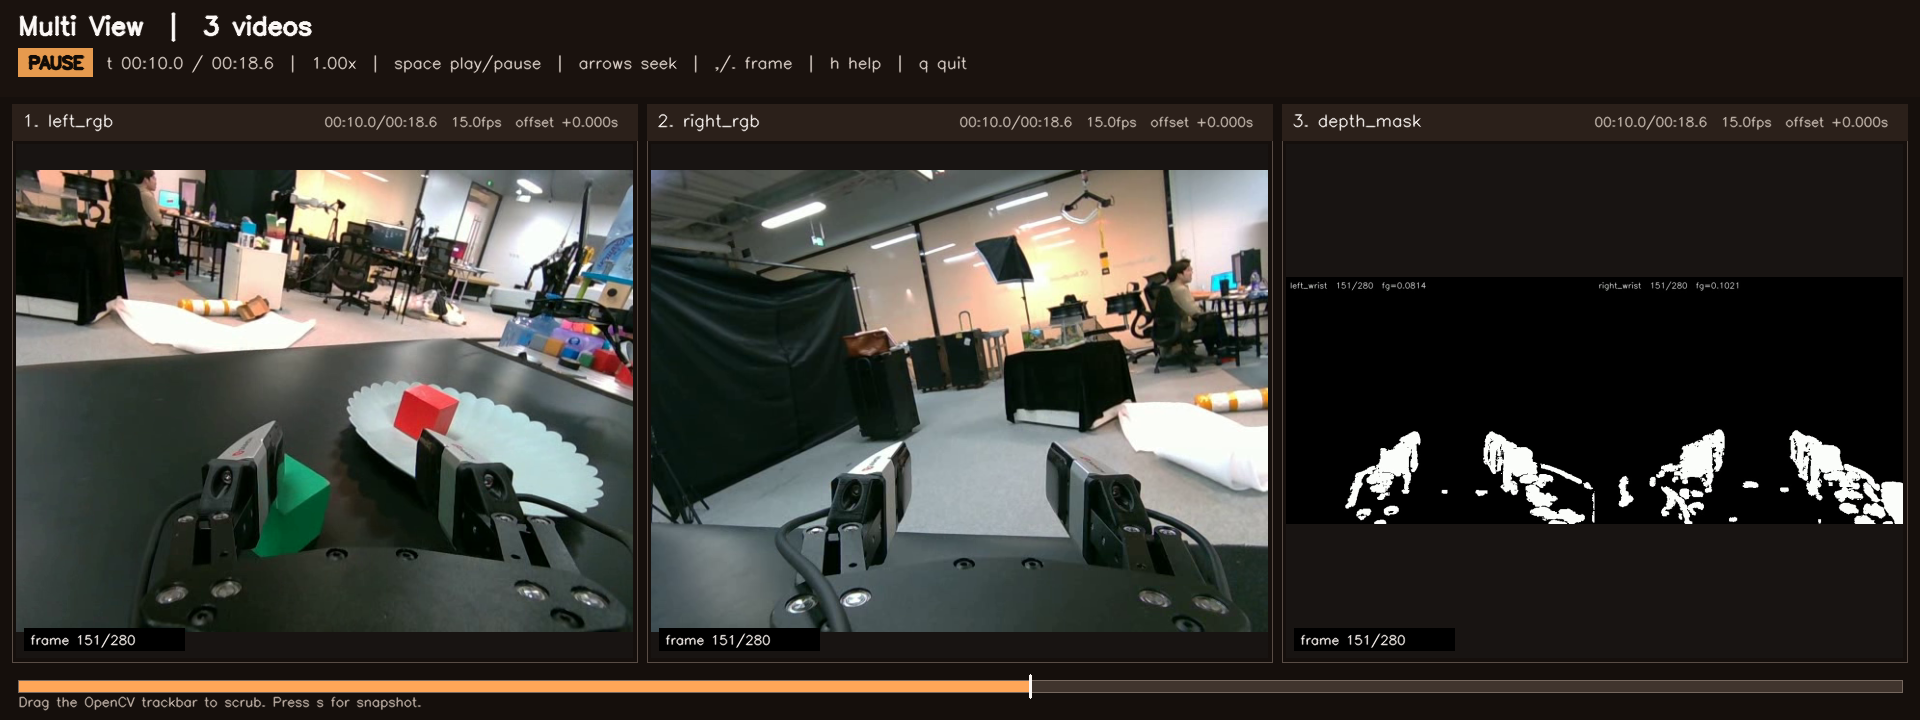 Multi View | 3 videos
PAUSE t 00:10.0 / 00:18.6 | 1.00x | space play/pause | arrows seek | ,/. frame | h help | q quit
1. left_rgb 00:10.0/00:18.6 15.0fps offset +0.000s
2. right_rgb 00:10.0/00:18.6 15.0fps offset +0.000s
3. depth_mask 00:10.0/00:18.6 15.0fps offset +0.000s
left_wrist 151/280 fg=0.0814
right_wrist 151/280 fg=0.1021
frame 151/280
frame 151/280
frame 151/280
Drag the OpenCV trackbar to scrub. Press s for snapshot.